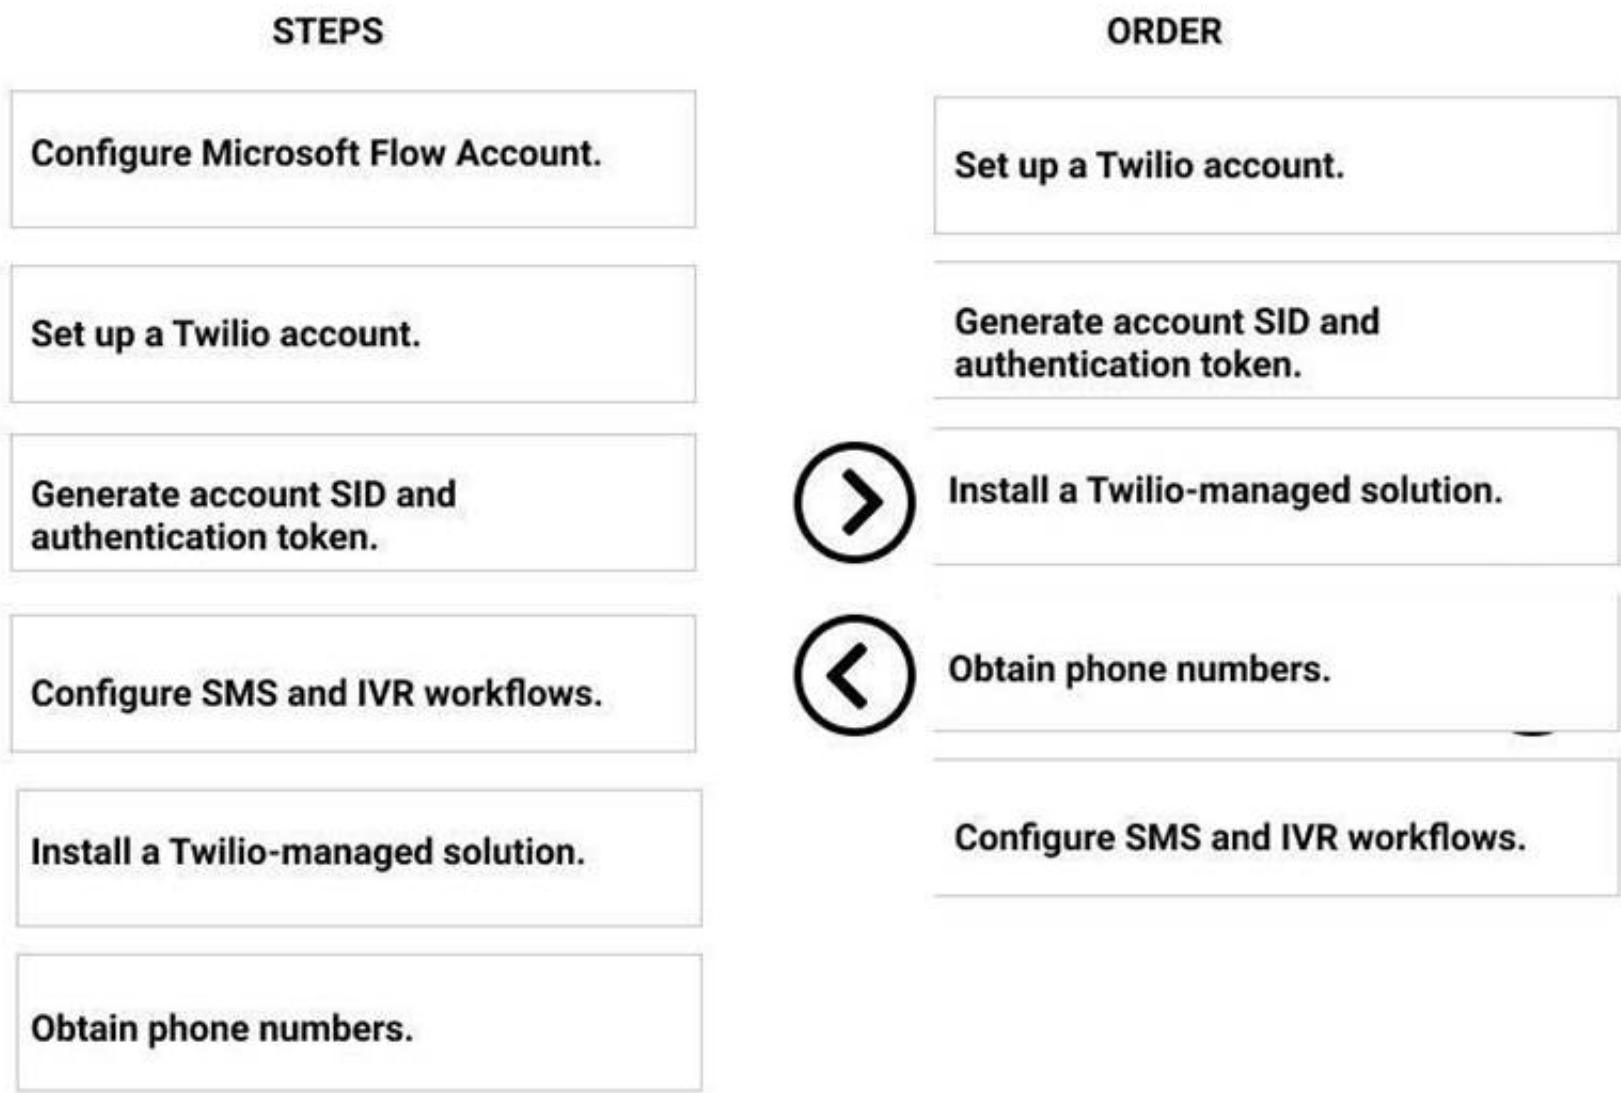 STEPS
Configure Microsoft Flow Account.
Set up a Twilio account.
Generate account SID and
authentication token.
Configure SMS and IVR workflows.
Install a Twilio-managed solution.
Obtain phone numbers.
ORDER
Set up a Twilio account.
Generate account SID and
authentication token.
Install a Twilio-managed solution.
Obtain phone numbers.
Configure SMS and IVR workflows.